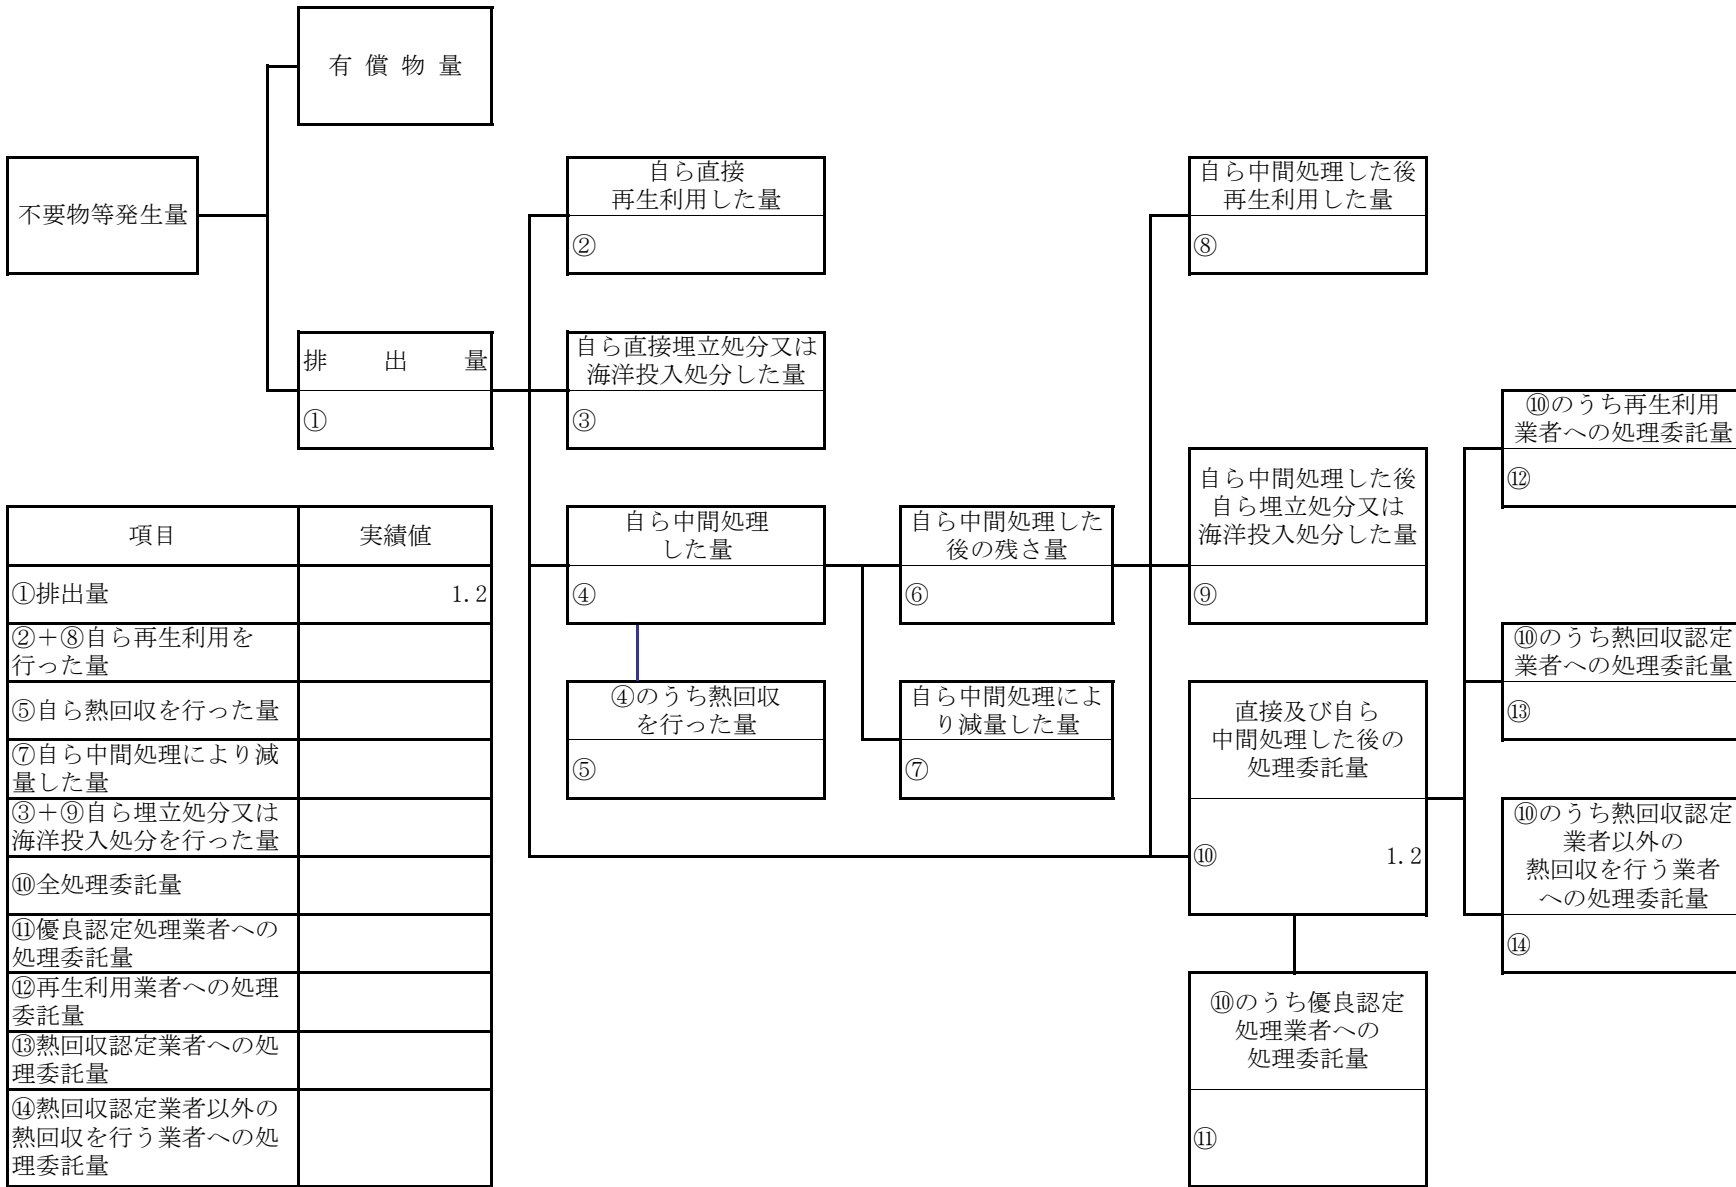 有 償 物 量
不要物等発生量
自ら直接
再生利用した量
②
自ら中間処理した後
再生利用した量
⑧
排 出 量
①
自ら直接埋立処分又は
海洋投入処分した量
③
⑩のうち再生利用
業者への処理委託量
⑫
自ら中間処理
した量
④
自ら中間処理した
後の残さ量
⑥
自ら中間処理した後
自ら埋立処分又は
海洋投入処分した量
⑨
⑩のうち熱回収認定
業者への処理委託量
⑬
④のうち熱回収
を行った量
⑤
自ら中間処理によ
り減量した量
⑦
直接及び自ら
中間処理した後の
処理委託量
⑩ 1.2
⑩のうち熱回収認定
業者以外の
熱回収を行う業者
への処理委託量
⑭
⑩のうち優良認定
処理業者への
処理委託量
⑪
項目 実績値
①排出量 1.2
②＋⑧自ら再生利用を
行った量
⑤自ら熱回収を行った量
⑦自ら中間処理により減
量した量
③＋⑨自ら埋立処分又は
海洋投入処分を行った量
⑩全処理委託量
⑪優良認定処理業者への
処理委託量
⑫再生利用業者への処理
委託量
⑬熱回収認定業者への処
理委託量
⑭熱回収認定業者以外の
熱回収を行う業者への処
理委託量